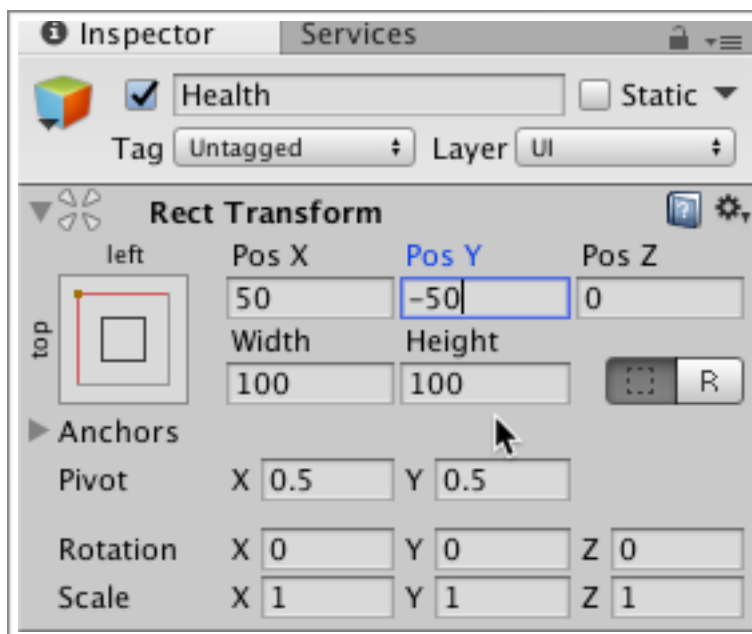 Inspector Services
Health Static
Tag Untagged Layer UI
Rect Transform
left Pos X Pos Y Pos Z
50 -50 0
top
Width Height
100 100 R
Anchors
Pivot X 0.5 Y 0.5
Rotation X 0 Y 0 Z 0
Scale X 1 Y 1 Z 1